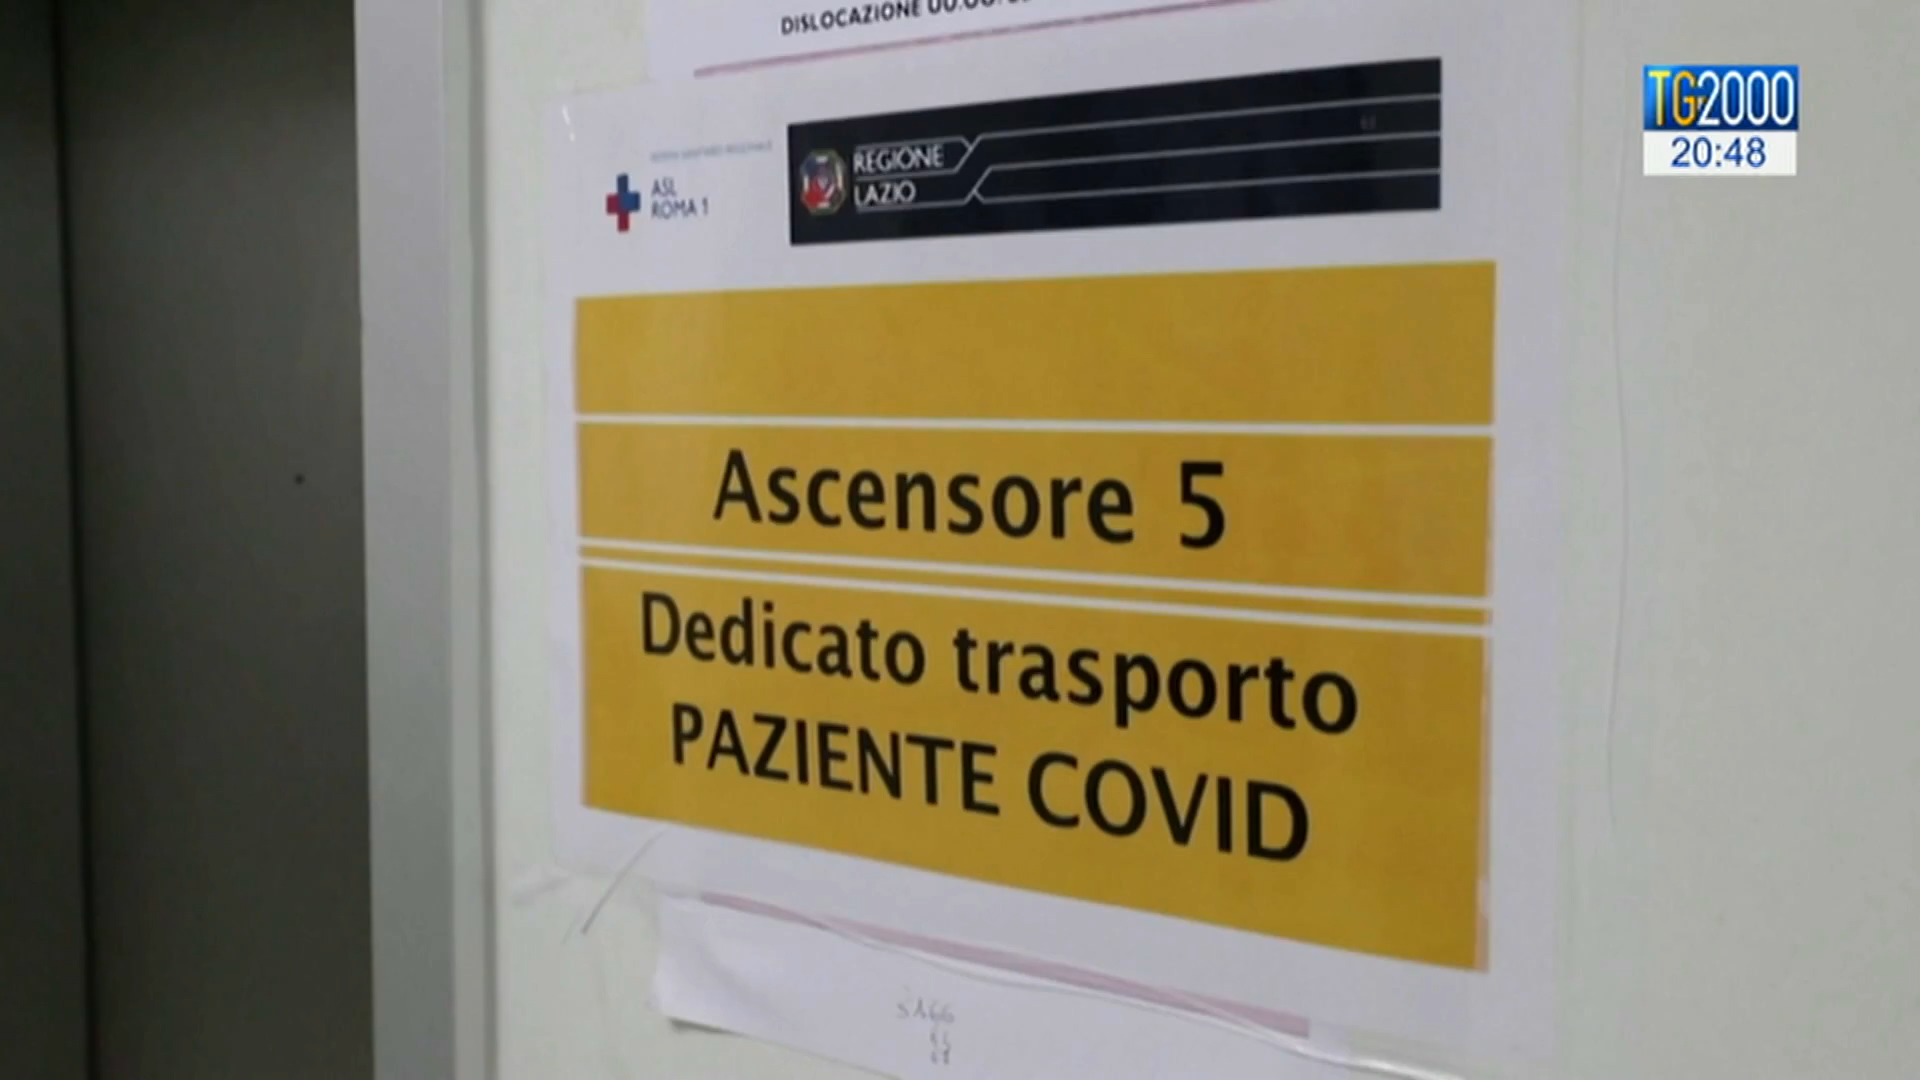 DISLOCAZIONE
TG2000
20:48
REGIONE
LAZIO
ASL
ROMA 1
Ascensore 5
Dedicato trasporto
PAZIENTE COVID